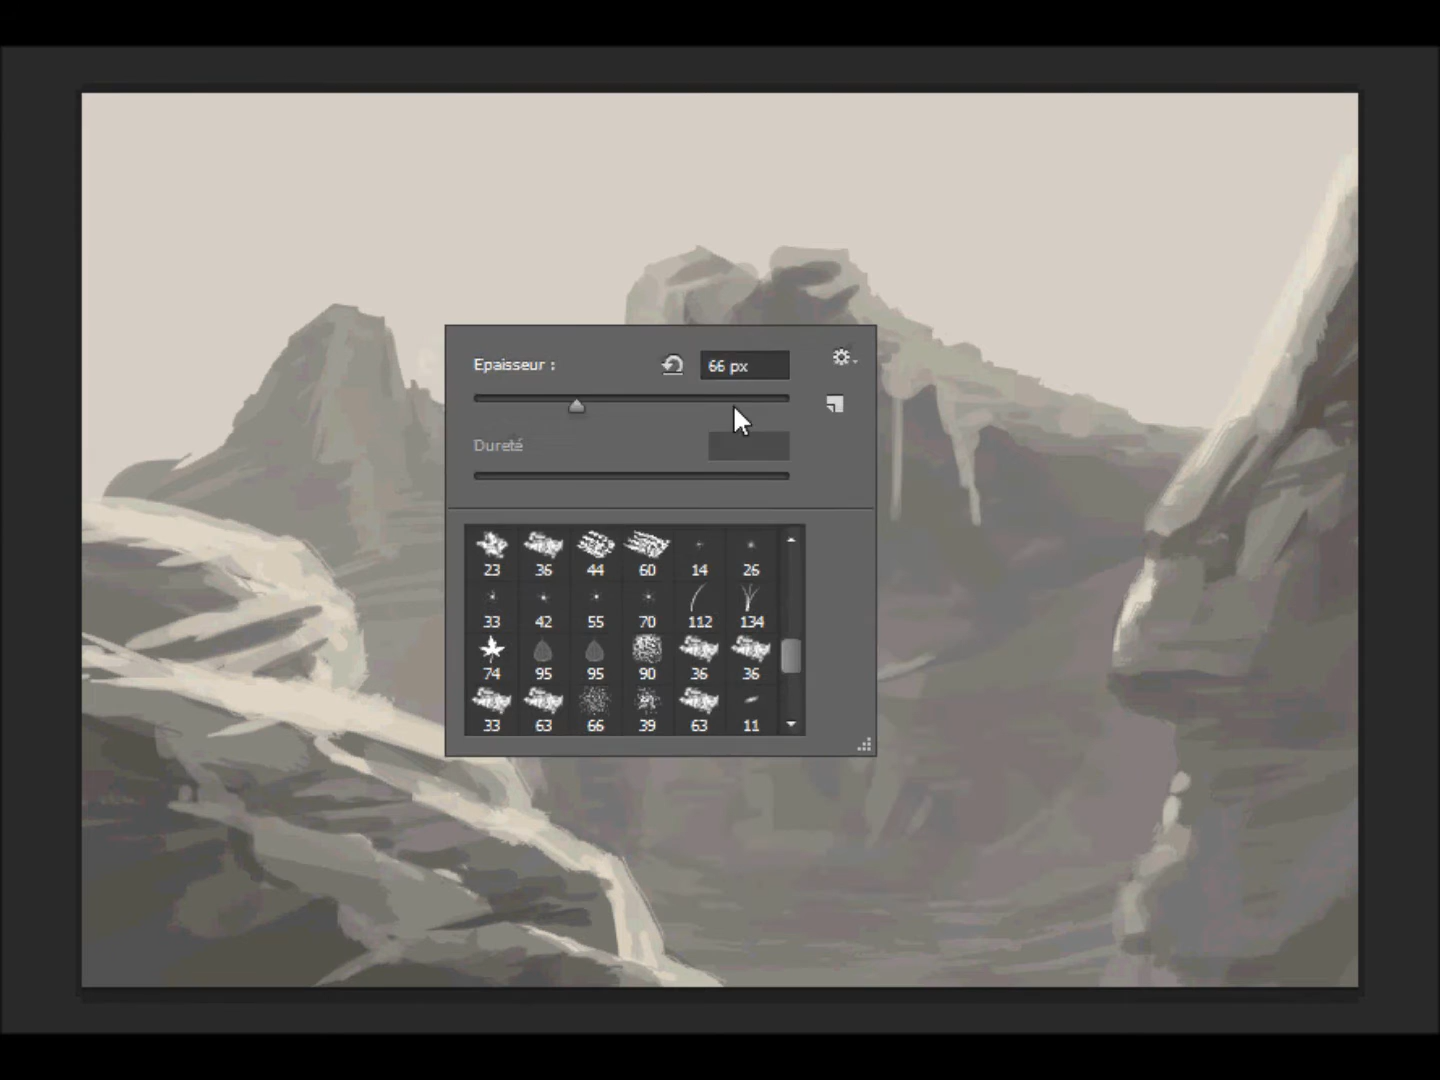 Epaisseur :
66 px
Dureté
23 36 44 60 14 26
33 42 55 70 112 134
74 95 95 90 36 36
33 63 66 39 63 11